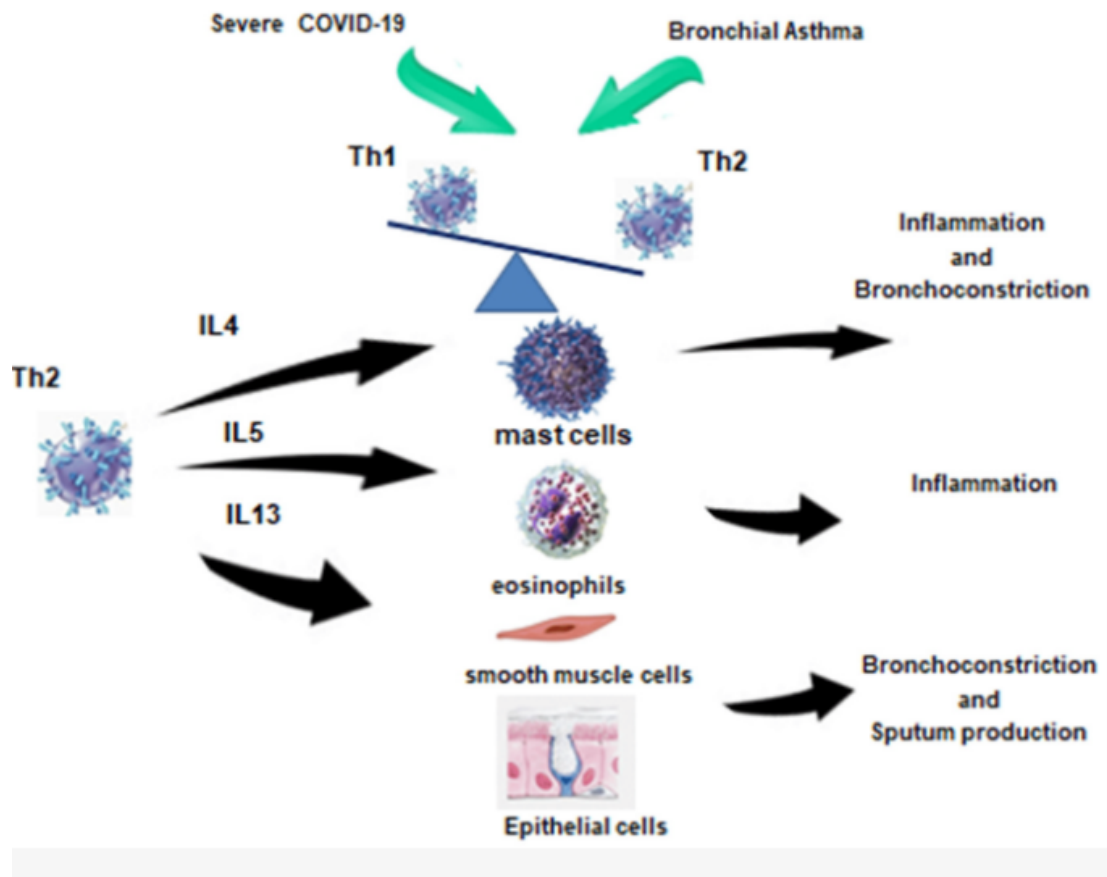 Severe COVID-19
Bronchial Asthma
Th1
Th2
Inflammation
and
Bronchoconstriction
IL4
Th2
mast cells
IL5
Inflammation
IL13
eosinophils
smooth muscle cells
Bronchoconstriction
and
Sputum production
Epithelial cells